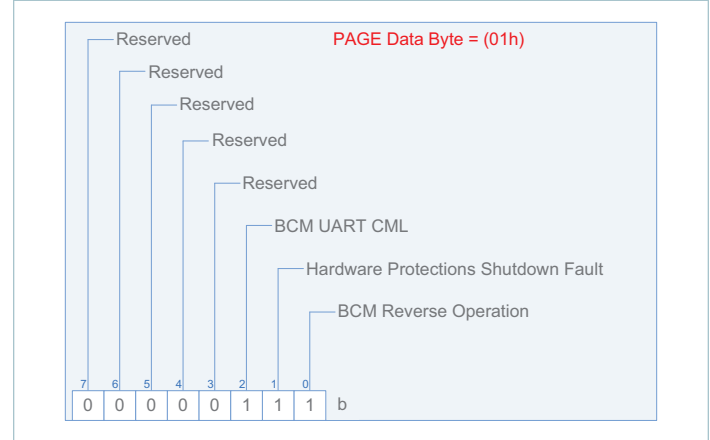 Reserved PAGE Data Byte = (01h)
Reserved
Reserved
Reserved
Reserved
BCM UART CML
Hardware Protections Shutdown Fault
BCM Reverse Operation
7 6 5 4 3 2 1 0
0 0 0 0 0 1 1 1 b